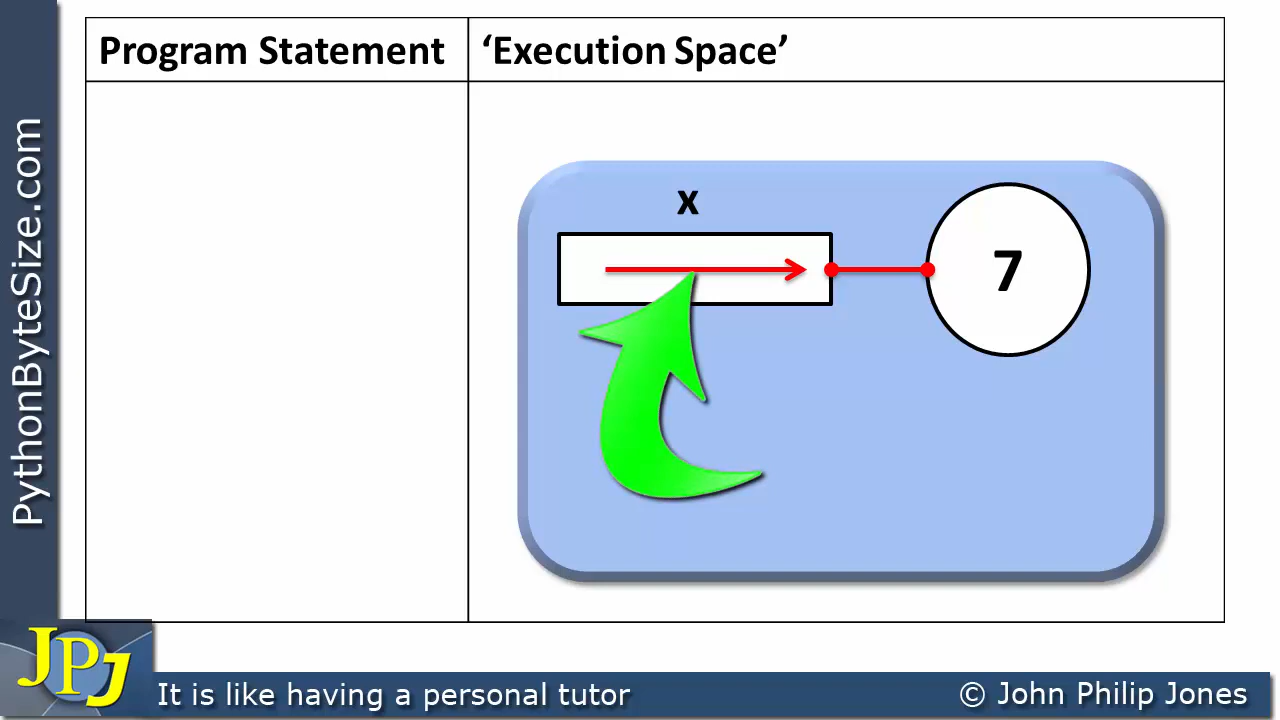 Program Statement
‘Execution Space’
x
7
PythonByteSize.com
JPJ
It is like having a personal tutor
© John Philip Jones